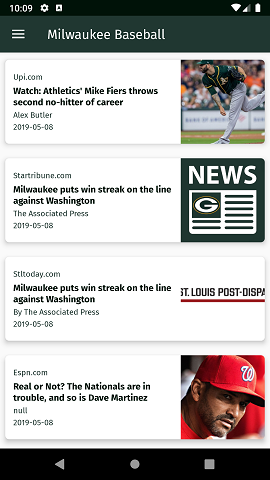 10:09
Milwaukee Baseball
Upi.com
Watch: Athletics' Mike Fiers throws
second no-hitter of career
Alex Butler
2019-05-08
Startribune.com
Milwaukee puts win streak on the line
against Washington
The Associated Press
2019-05-08
NEWS
G
Stltoday.com
Milwaukee puts win streak on the line
against Washington
By The Associated Press
2019-05-08
ST. LOUIS POST-DISPA
Espn.com
Real or Not? The Nationals are in
trouble, and so is Dave Martinez
null
2019-05-08
W